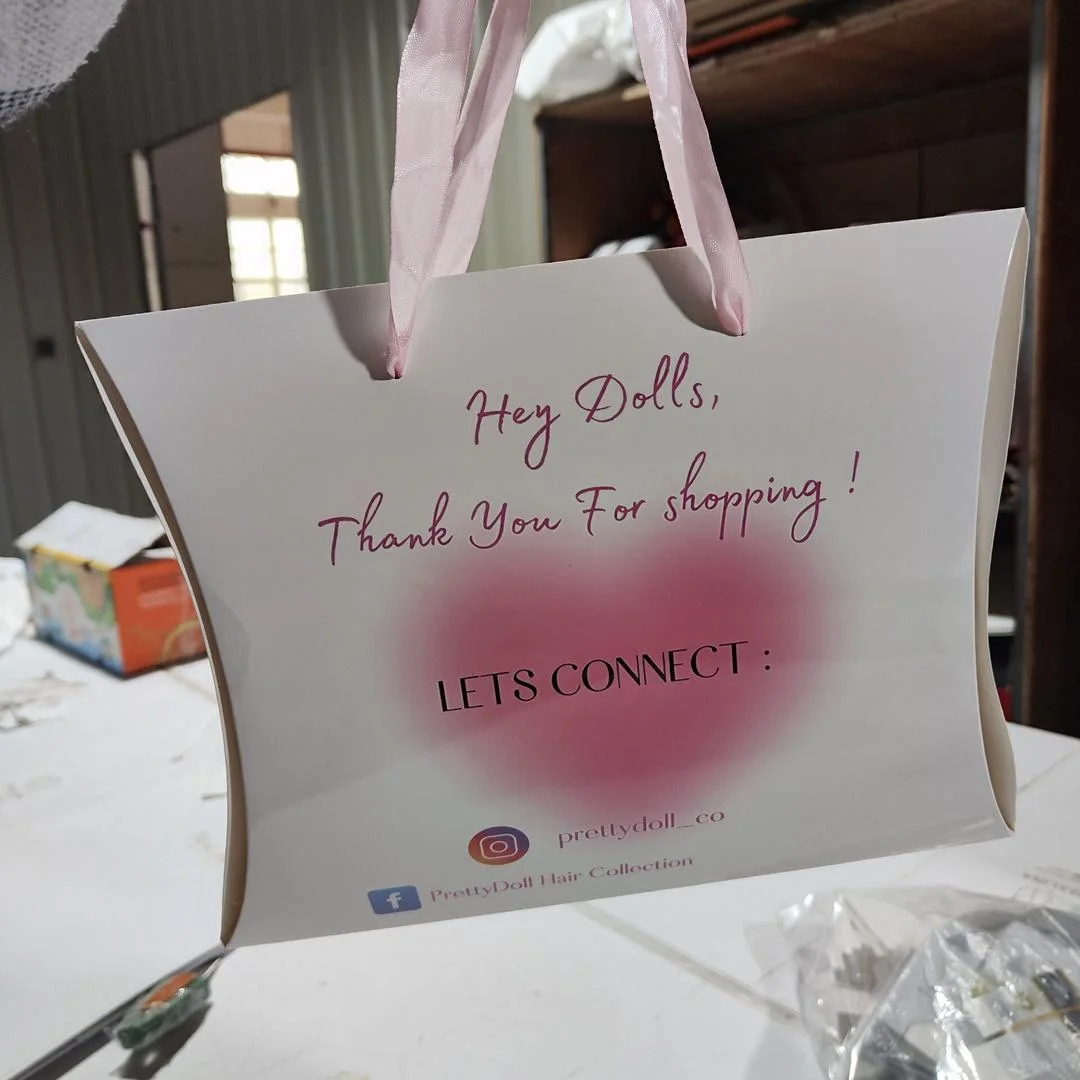 Hey Dolls,
Thank You For shopping !
LETS CONNECT :
prettydoll_co
f PrettyDoll Hair Collection